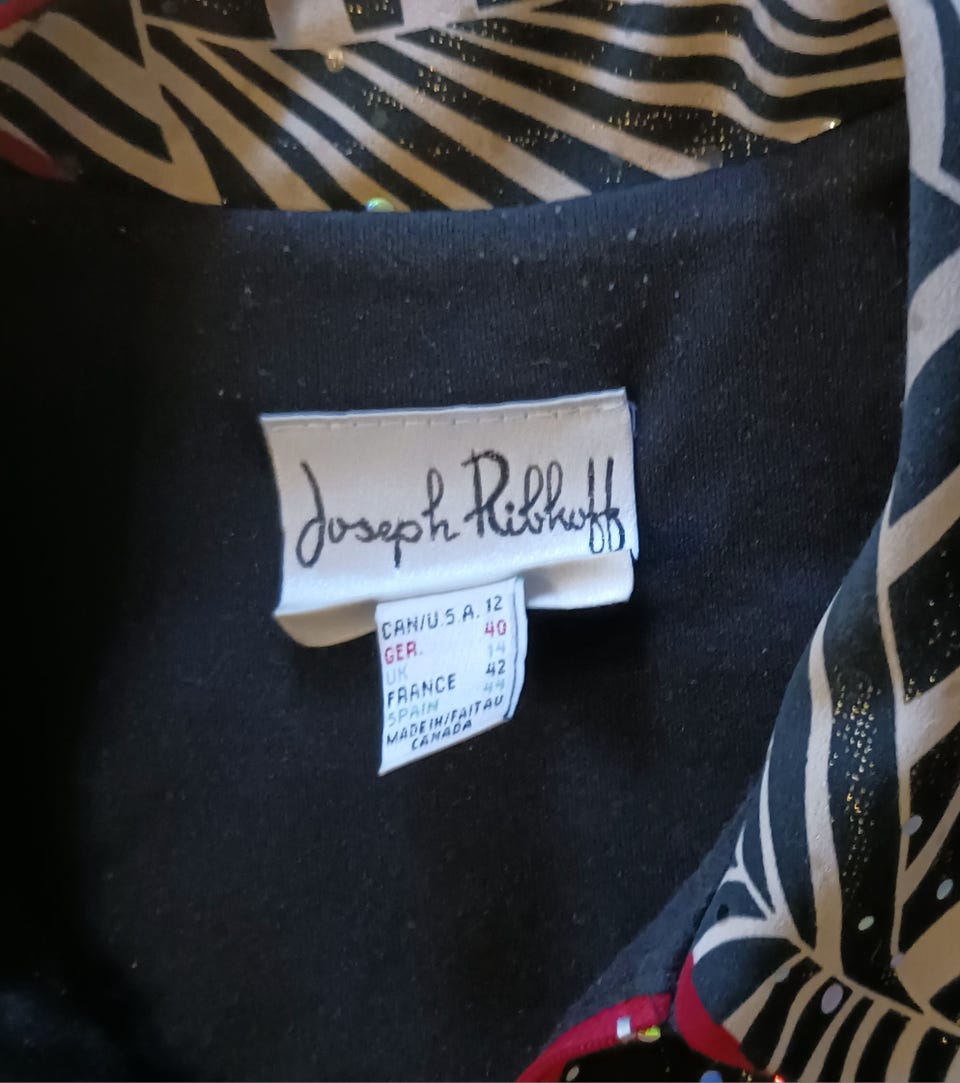 Joseph Ribkoff
CAN/U.S.A. 12
GER. 40
UK 14
FRANCE 42
SPAIN 44
MADE IN/FAIT AU
CANADA